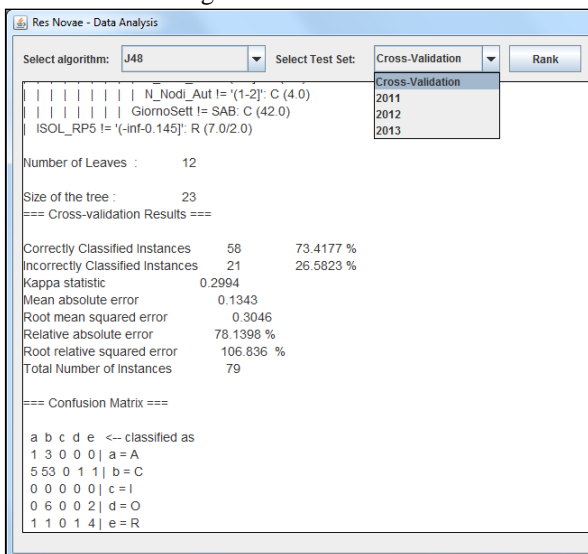 Res Novae - Data Analysis
Select algorithm: J48 Select Test Set: Cross-Validation Rank
Cross-Validation
2011
2012
2013
| | | | | | | | N_Nodi_Aut != '(1-2]': C (4.0)
| | | | | | | GiornoSett != SAB: C (42.0)
| ISOL_RP5 != '(-inf-0.145]': R (7.0/2.0)
Number of Leaves : 12
Size of the tree : 23
=== Cross-validation Results ===
Correctly Classified Instances 58 73.4177 %
Incorrectly Classified Instances 21 26.5823 %
Kappa statistic 0.2994
Mean absolute error 0.1343
Root mean squared error 0.3046
Relative absolute error 78.1398 %
Root relative squared error 106.836 %
Total Number of Instances 79
=== Confusion Matrix ===
a b c d e <-- classified as
1 3 0 0 0 | a = A
5 53 0 1 1 | b = C
0 0 0 0 0 | c = I
0 6 0 0 2 | d = O
1 1 0 1 4 | e = R